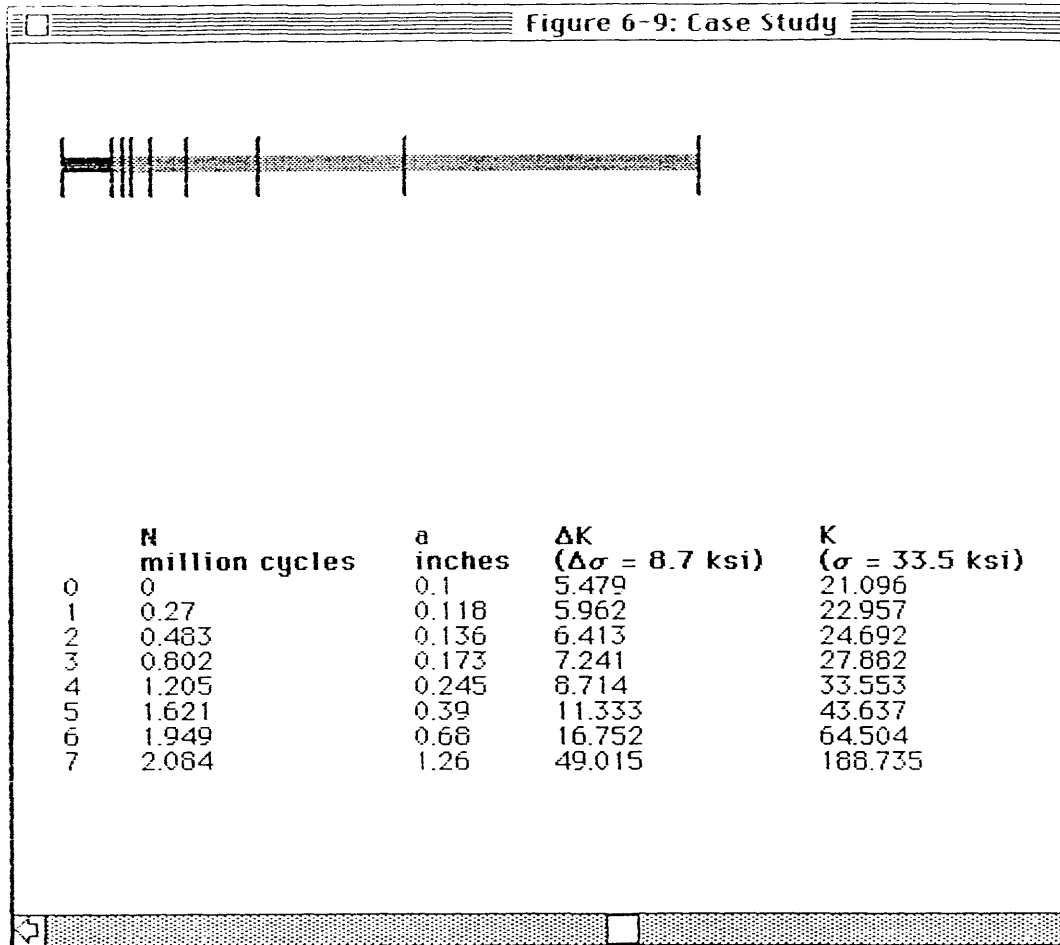 Figure 6-9: Case Study
N a ΔK K
million cycles inches (Δσ = 8.7 ksi) (σ = 33.5 ksi)
0 0 0.1 5.479 21.096
1 0.27 0.118 5.962 22.957
2 0.483 0.136 6.413 24.692
3 0.802 0.173 7.241 27.882
4 1.205 0.245 8.714 33.553
5 1.621 0.39 11.333 43.637
6 1.949 0.68 16.752 64.504
7 2.084 1.26 49.015 188.735